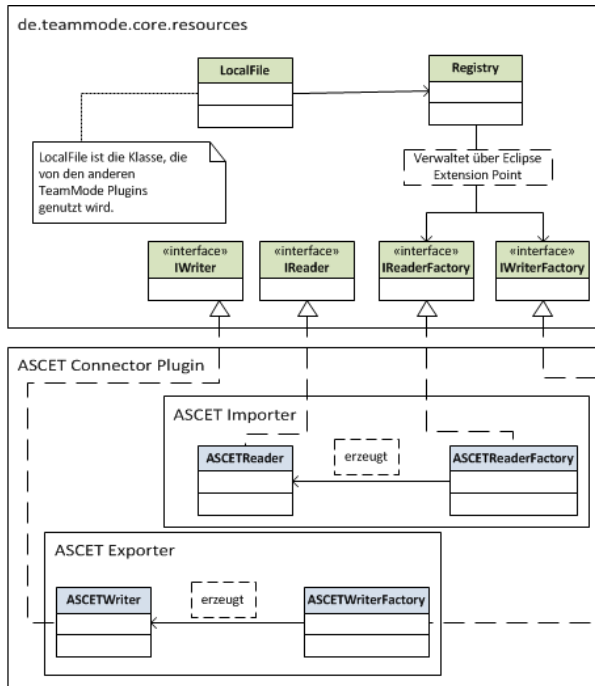 de.teammode.core.resources
LocalFile
Registry
LocalFile ist die Klasse, die
von den anderen
TeamMode Plugins
genutzt wird.
Verwaltet über Eclipse
Extension Point
«interface»
IWriter
«interface»
IReader
«interface»
IReaderFactory
«interface»
IWriterFactory
ASCET Connector Plugin
ASCET Importer
ASCETReader
erzeugt
ASCETReaderFactory
ASCET Exporter
ASCETWriter
erzeugt
ASCETWriterFactory